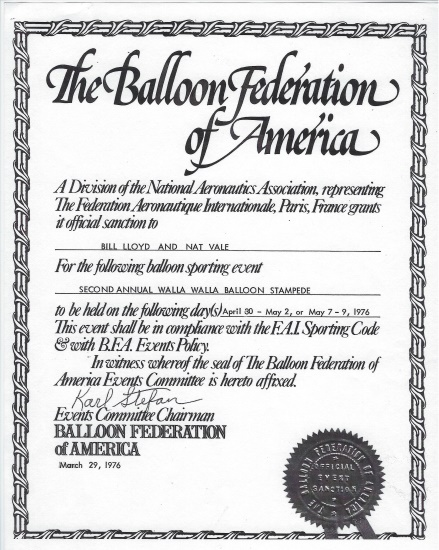 The Balloon Federation
of America
A Division of the National Aeronautics Association, representing
The Federation Aeronautique Internationale, Paris, France grants
it official sanction to
BILL LLOYD AND NAT VALE
For the following balloon sporting event
SECOND ANNUAL WALLA WALLA BALLOON STAMPEDE
to be held on the following day(s) April 30 - May 2, or May 7 - 9, 1976
This event shall be in compliance with the F.A.I. Sporting Code
& with B.F.A. Events Policy.
In witness whereof the seal of The Balloon Federation of
America Events Committee is hereto affixed.
Karl Stefan
Events Committee Chairman
BALLOON FEDERATION
of AMERICA
March 29, 1976
THE BALLOON FEDERATION OF AMERICA
OFFICIAL
EVENT
SANCTION